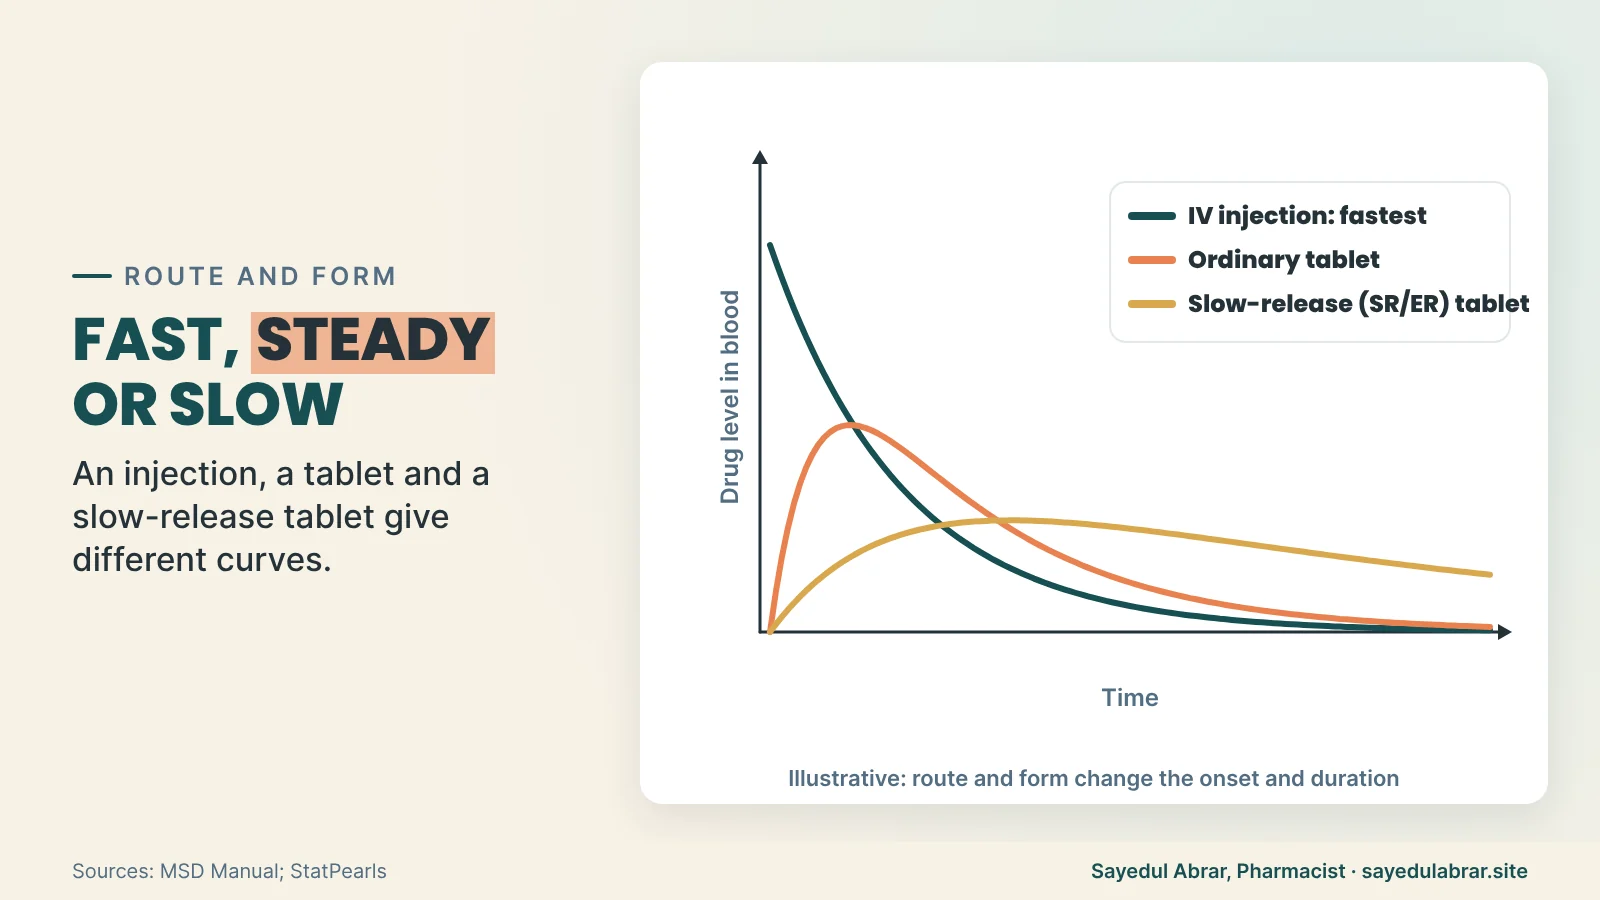 ROUTE AND FORM
FAST, STEADY
OR SLOW
An injection, a tablet and a
slow-release tablet give
different curves.
Drug level in blood
IV injection: fastest
Ordinary tablet
Slow-release (SR/ER) tablet
Time
Illustrative: route and form change the onset and duration
Sources: MSD Manual; StatPearls
Sayedul Abrar, Pharmacist · sayedulabrar.site